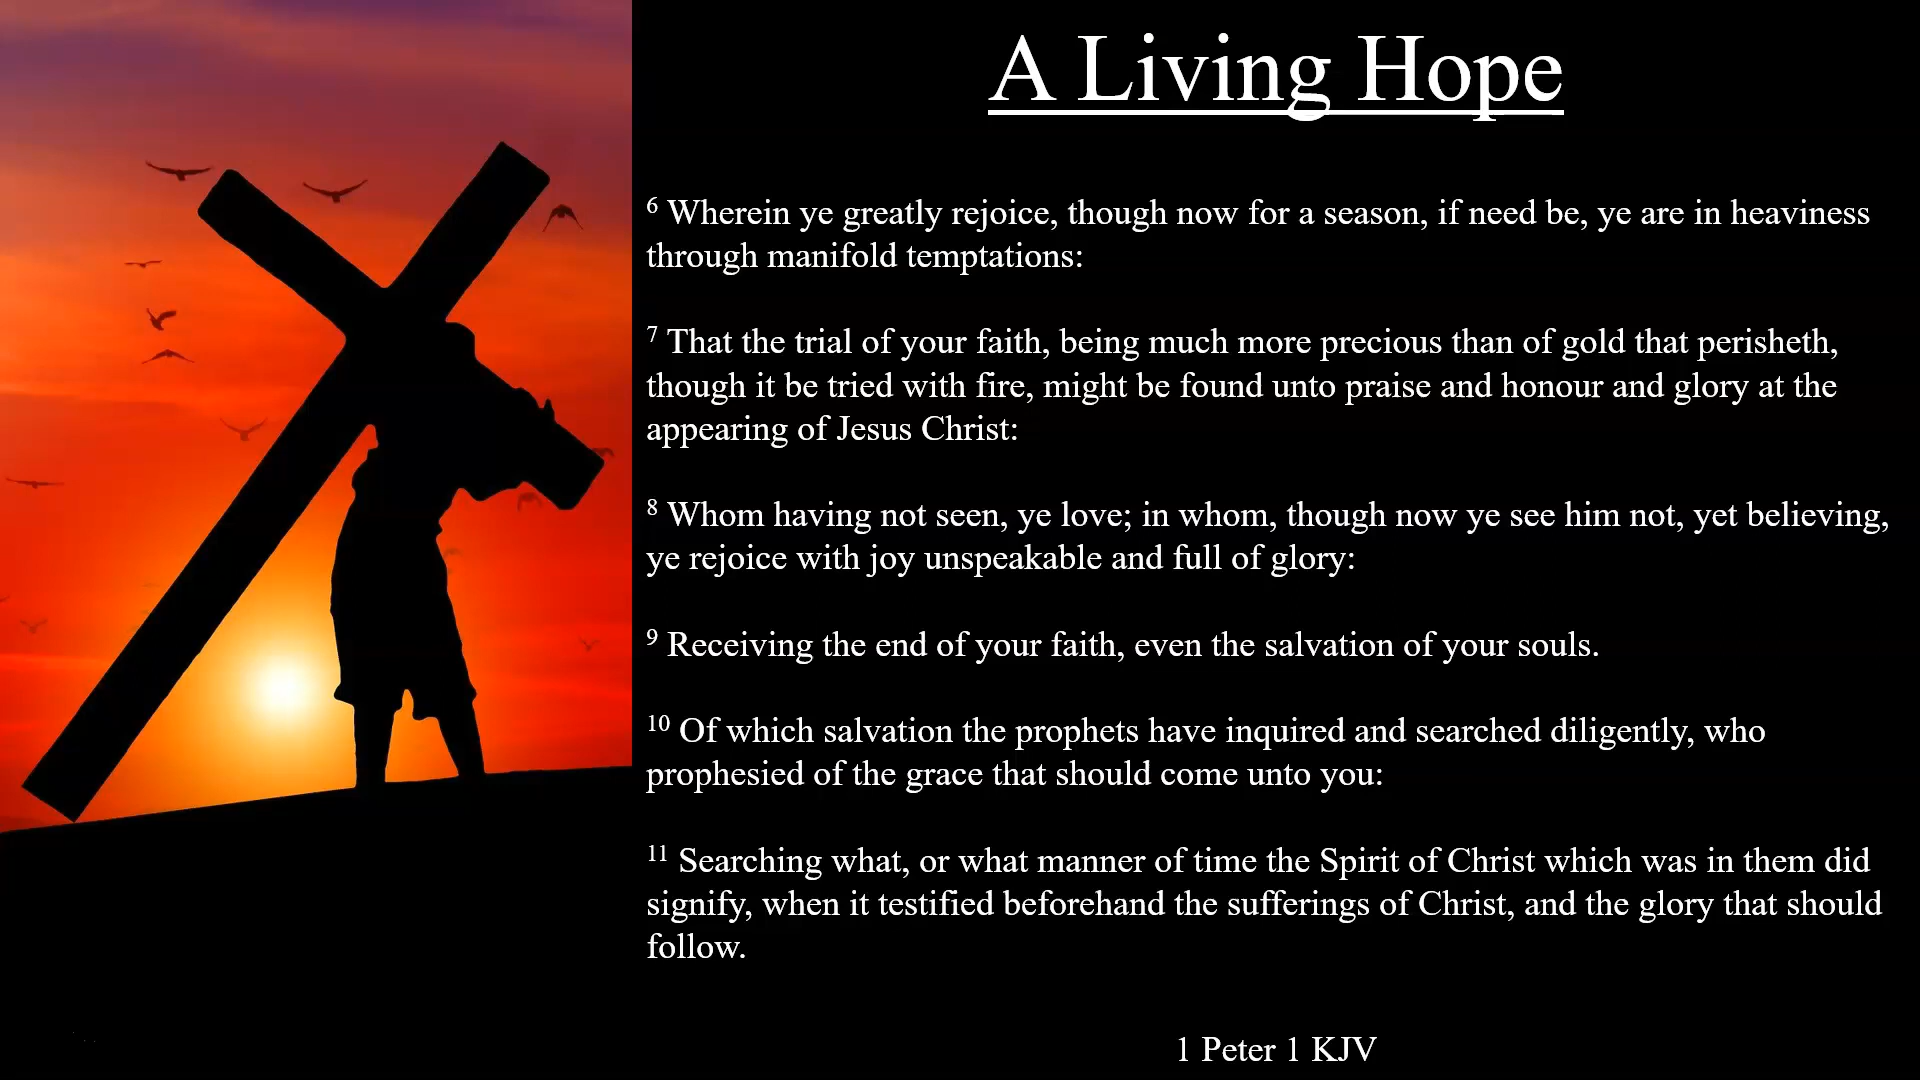 A Living Hope
6 Wherein ye greatly rejoice, though now for a season, if need be, ye are in heaviness
through manifold temptations:
7 That the trial of your faith, being much more precious than of gold that perisheth,
though it be tried with fire, might be found unto praise and honour and glory at the
appearing of Jesus Christ:
8 Whom having not seen, ye love; in whom, though now ye see him not, yet believing,
ye rejoice with joy unspeakable and full of glory:
9 Receiving the end of your faith, even the salvation of your souls.
10 Of which salvation the prophets have inquired and searched diligently, who
prophesied of the grace that should come unto you:
11 Searching what, or what manner of time the Spirit of Christ which was in them did
signify, when it testified beforehand the sufferings of Christ, and the glory that should
follow.
1 Peter 1 KJV